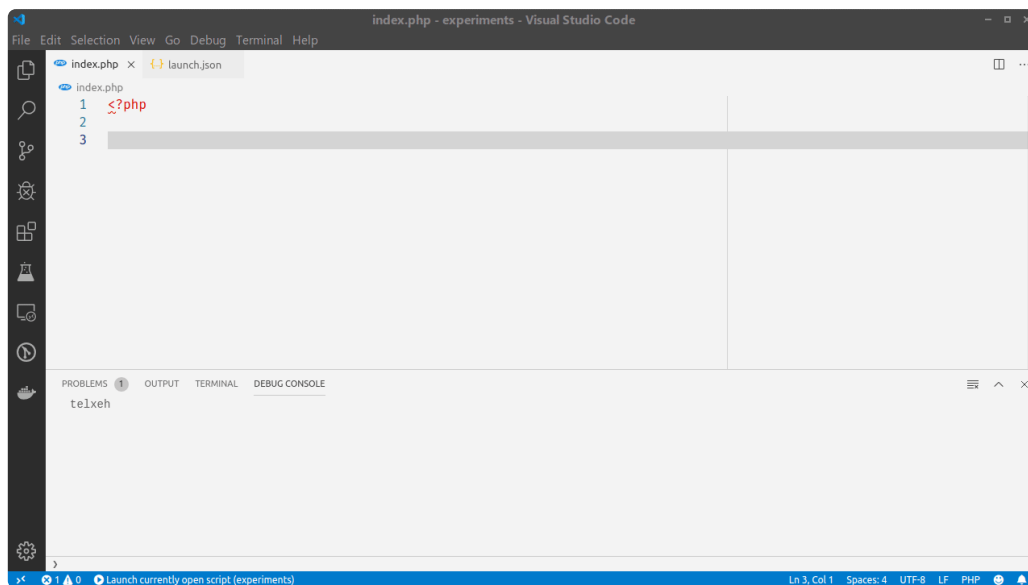 index.php - experiments - Visual Studio Code
File Edit Selection View Go Debug Terminal Help
index.php × {..} launch.json
index.php
1 <?php
2
3
PROBLEMS 1 OUTPUT TERMINAL DEBUG CONSOLE
telxeh
1 0 Launch currently open script (experiments) Ln 3, Col 1 Spaces: 4 UTF-8 LF PHP